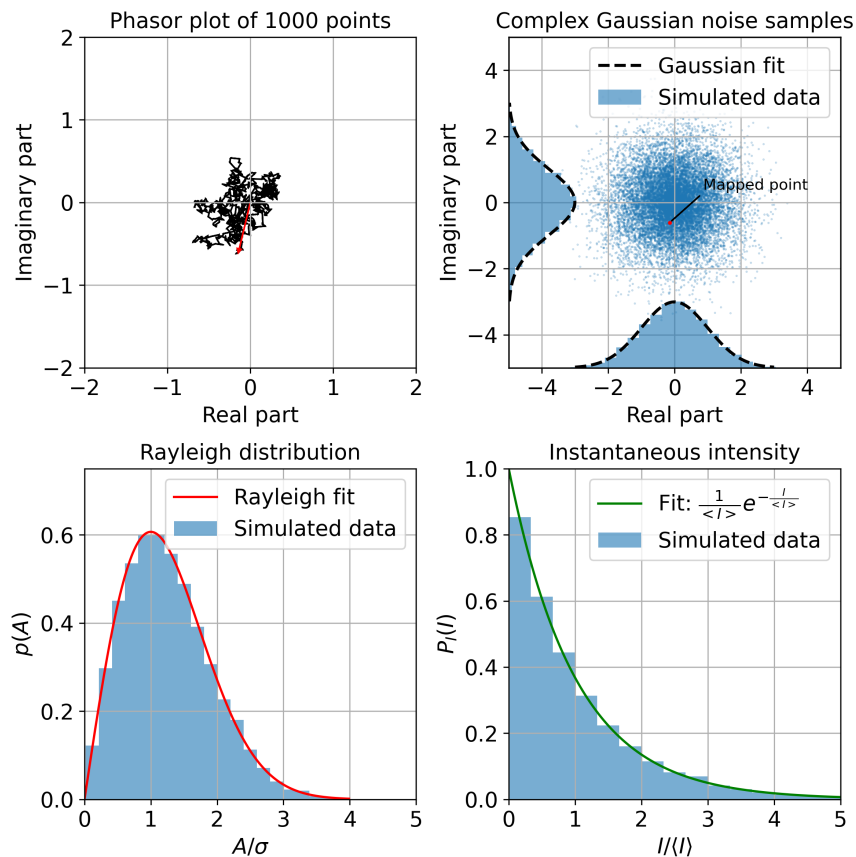 Phasor plot of 1000 points
2
1
0
−1
−2
−2 −1 0 1 2
Imaginary part
Real part
Complex Gaussian noise samples
4
2
0
−2
−4
−4 −2 0 2 4
Imaginary part
Real part
Gaussian fit
Simulated data
Mapped point
Rayleigh distribution
0.6
0.4
0.2
0.0
0 1 2 3 4 5
p(A)
A/σ
Rayleigh fit
Simulated data
Instantaneous intensity
1.0
0.8
0.6
0.4
0.2
0.0
0 1 2 3 4 5
P_I(I)
I/⟨I⟩
Fit: \frac{1}{<I>}e^{-\frac{I}{<I>}}
Simulated data